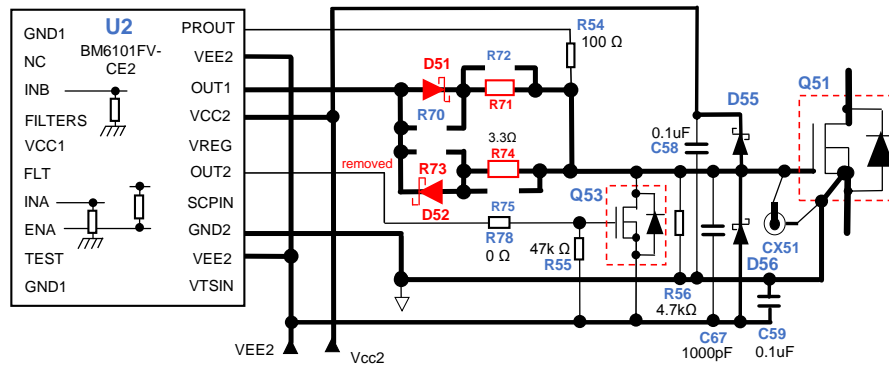 U2
BM6101FV-
CE2
GND1
NC
INB
FILTERS
VCC1
FLT
INA
ENA
TEST
GND1
PROUT
VEE2
OUT1
VCC2
VREG
OUT2
SCPIN
GND2
VEE2
VTSIN
VEE2
Vcc2
R54
100 Ω
D51
R72
R70
R71
3.3Ω
R74
removed
R73
D52
R75
R78
0 Ω
47k Ω
R55
Q53
0.1uF
C58
D55
Q51
CX51
D56
R56
4.7kΩ
C67
1000pF
C59
0.1uF